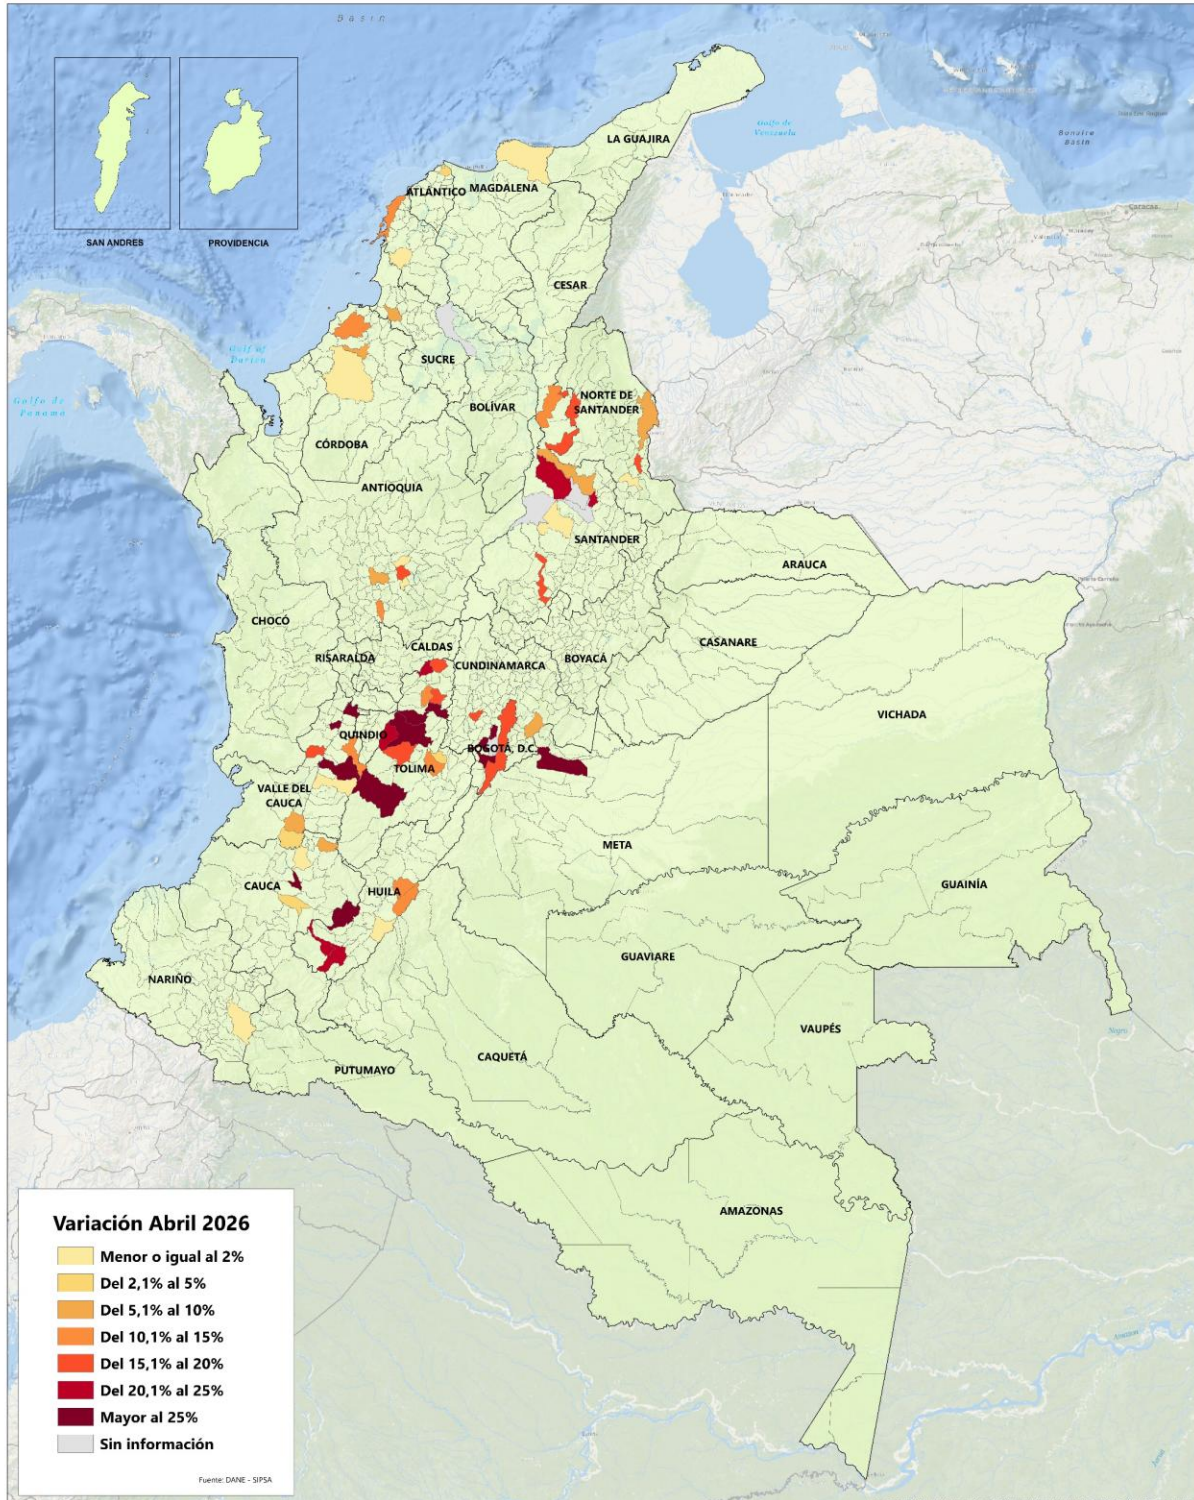 Basin
LA GUAJIRA
Golfo de
Venezuela
ATLÁNTICO
MAGDALENA
SAN ANDRES
PROVIDENCIA
CESAR
Golfo de
Panamá
SUCRE
NORTE DE
SANTANDER
BOLÍVAR
CÓRDOBA
ANTIOQUIA
SANTANDER
ARAUCA
CHOCÓ
CASANARE
RISARALDA
CALDAS
CUNDINAMARCA
BOYACÁ
VICHADA
QUINDIO
BOGOTÁ, D.C.
TOLIMA
VALLE DEL
CAUCA
META
CAUCA
HUILA
GUAINÍA
GUAVIARE
NARIÑO
VAUPÉS
CAQUETÁ
PUTUMAYO
AMAZONAS
Variación Abril 2026
Menor o igual al 2%
Del 2,1% al 5%
Del 5,1% al 10%
Del 10,1% al 15%
Del 15,1% al 20%
Del 20,1% al 25%
Mayor al 25%
Sin información
Fuente: DANE - SIPSA